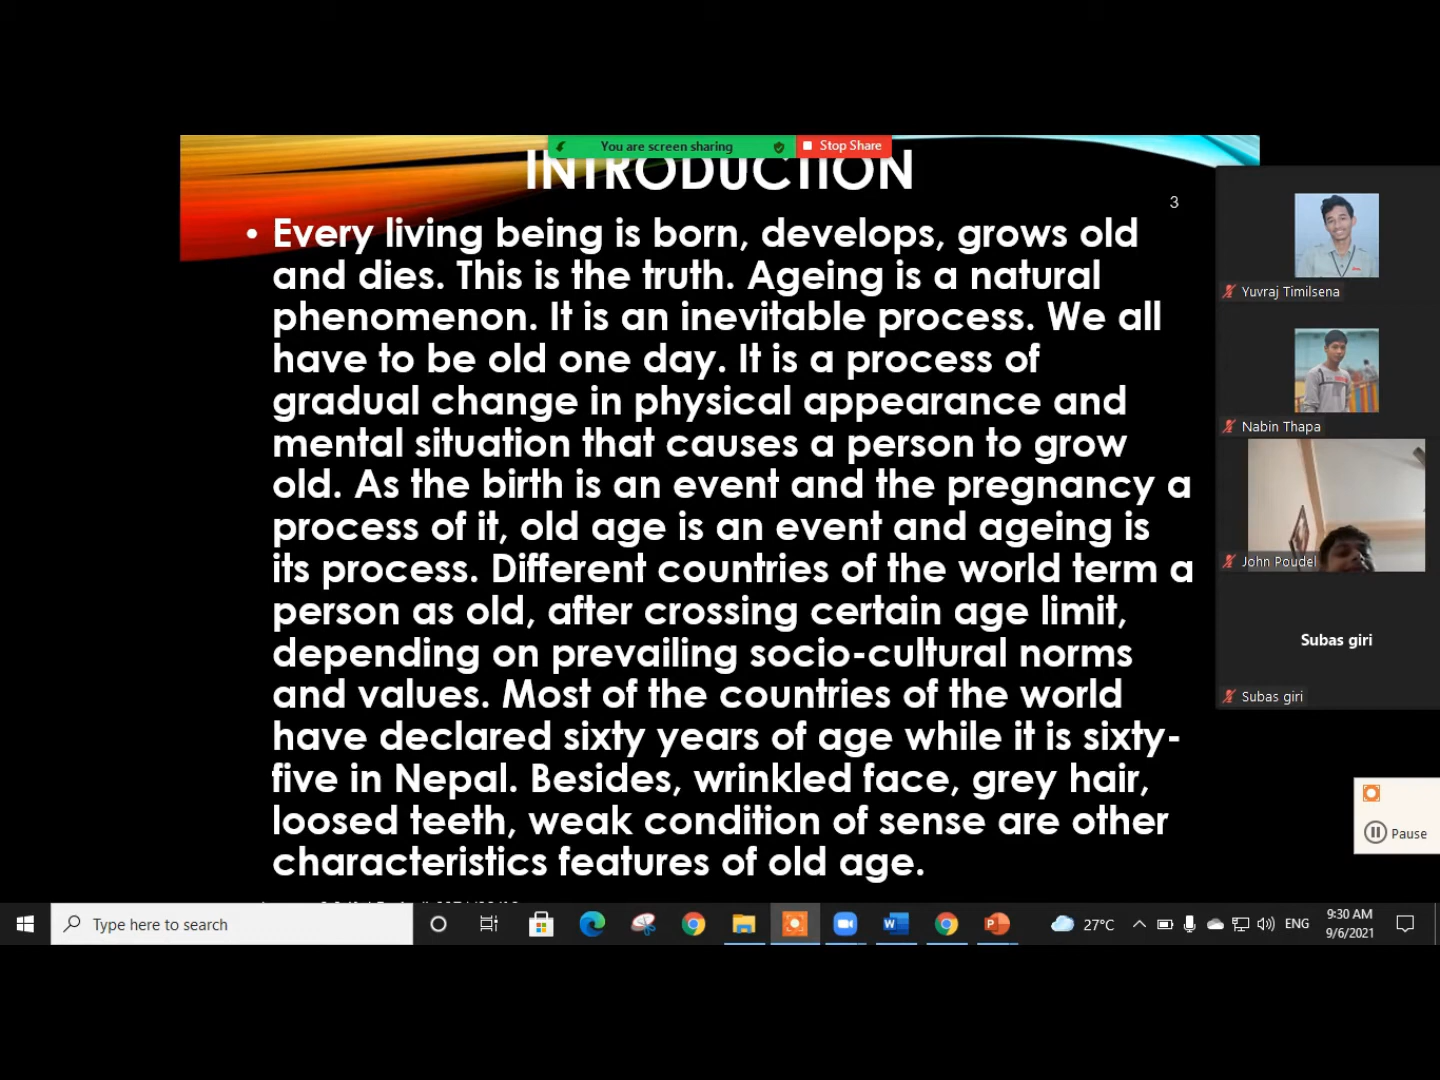 You are screen sharing
Stop Share
INTRODUCTION
3
• Every living being is born, develops, grows old
and dies. This is the truth. Ageing is a natural
phenomenon. It is an inevitable process. We all
have to be old one day. It is a process of
gradual change in physical appearance and
mental situation that causes a person to grow
old. As the birth is an event and the pregnancy a
process of it, old age is an event and ageing is
its process. Different countries of the world term a
person as old, after crossing certain age limit,
depending on prevailing socio-cultural norms
and values. Most of the countries of the world
have declared sixty years of age while it is sixty-
five in Nepal. Besides, wrinkled face, grey hair,
loosed teeth, weak condition of sense are other
characteristics features of old age.
Yuvraj Timilsena
Nabin Thapa
John Poudel
Subas giri
Subas giri
Pause
Type here to search
27°C
ENG
9:30 AM
9/6/2021